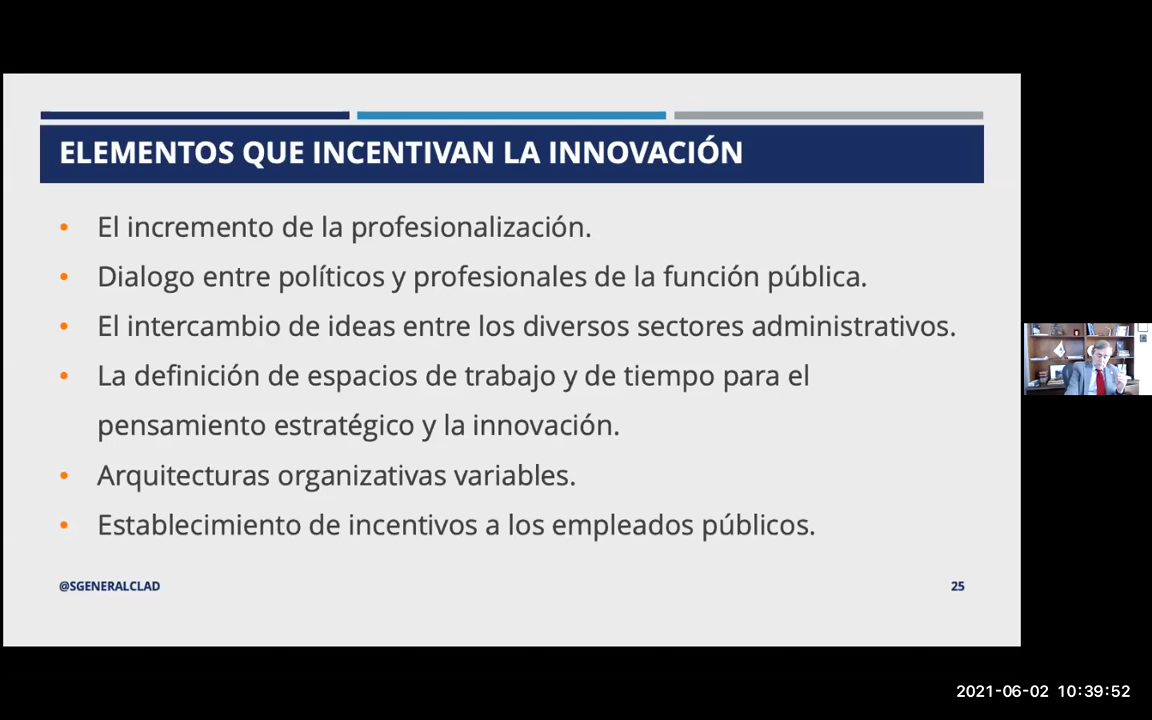 ELEMENTOS QUE INCENTIVAN LA INNOVACIÓN
• El incremento de la profesionalización.
• Dialogo entre políticos y profesionales de la función pública.
• El intercambio de ideas entre los diversos sectores administrativos.
• La definición de espacios de trabajo y de tiempo para el
pensamiento estratégico y la innovación.
• Arquitecturas organizativas variables.
• Establecimiento de incentivos a los empleados públicos.
@SGENERALCLAD
25
2021-06-02 10:39:52